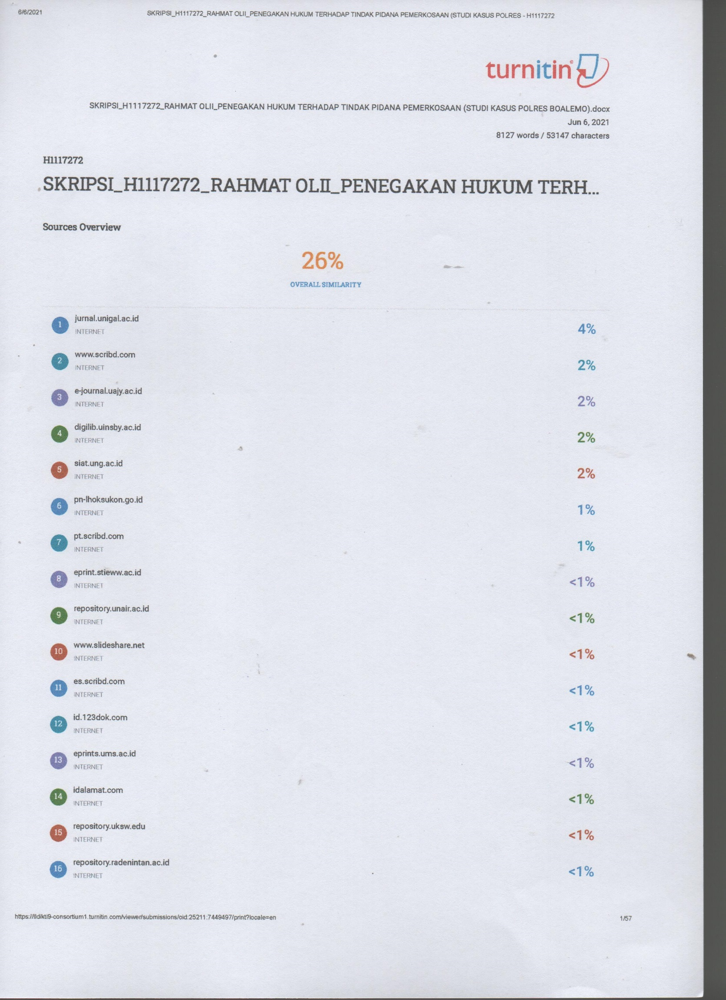 6/6/2021
SKRIPSI_H1117272_RAHMAT OLII_PENEGAKAN HUKUM TERHADAP TINDAK PIDANA PEMERKOSAAN (STUDI KASUS POLRES - H1117272
turnitin
SKRIPSI_H1117272_RAHMAT OLII_PENEGAKAN HUKUM TERHADAP TINDAK PIDANA PEMERKOSAAN (STUDI KASUS POLRES BOALEMO).docx
Jun 6, 2021
8127 words / 53147 characters
H1117272
SKRIPSI_H1117272_RAHMAT OLII_PENEGAKAN HUKUM TERH...
Sources Overview
26%
OVERALL SIMILARITY
1 jurnal.unigal.ac.id
INTERNET
4%
2 www.scribd.com
INTERNET
2%
3 e-journal.uajy.ac.id
INTERNET
2%
4 digilib.uinsby.ac.id
INTERNET
2%
5 siat.ung.ac.id
INTERNET
2%
6 pn-lhoksukon.go.id
INTERNET
1%
7 pt.scribd.com
INTERNET
1%
8 eprint.stieww.ac.id
INTERNET
<1%
9 repository.unair.ac.id
INTERNET
<1%
10 www.slideshare.net
INTERNET
<1%
11 es.scribd.com
INTERNET
<1%
12 id.123dok.com
INTERNET
<1%
13 eprints.ums.ac.id
INTERNET
<1%
14 idalamat.com
INTERNET
<1%
15 repository.uksw.edu
INTERNET
<1%
16 repository.radenintan.ac.id
INTERNET
<1%
https://lldikti9-consortium1.turnitin.com/viewer/submissions/oid:25211:7449497/print?locale=en
1/57